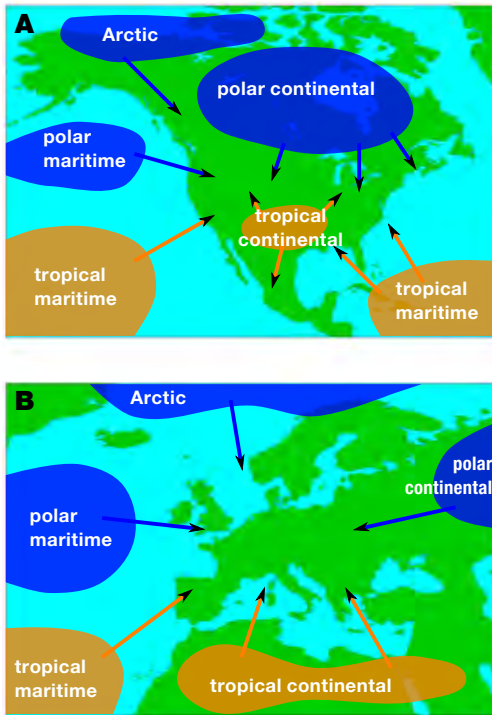 A
Arctic
polar continental
polar
maritime
tropical
continental
tropical
maritime
tropical
maritime
B
Arctic
polar
continental
polar
maritime
tropical
maritime
tropical continental